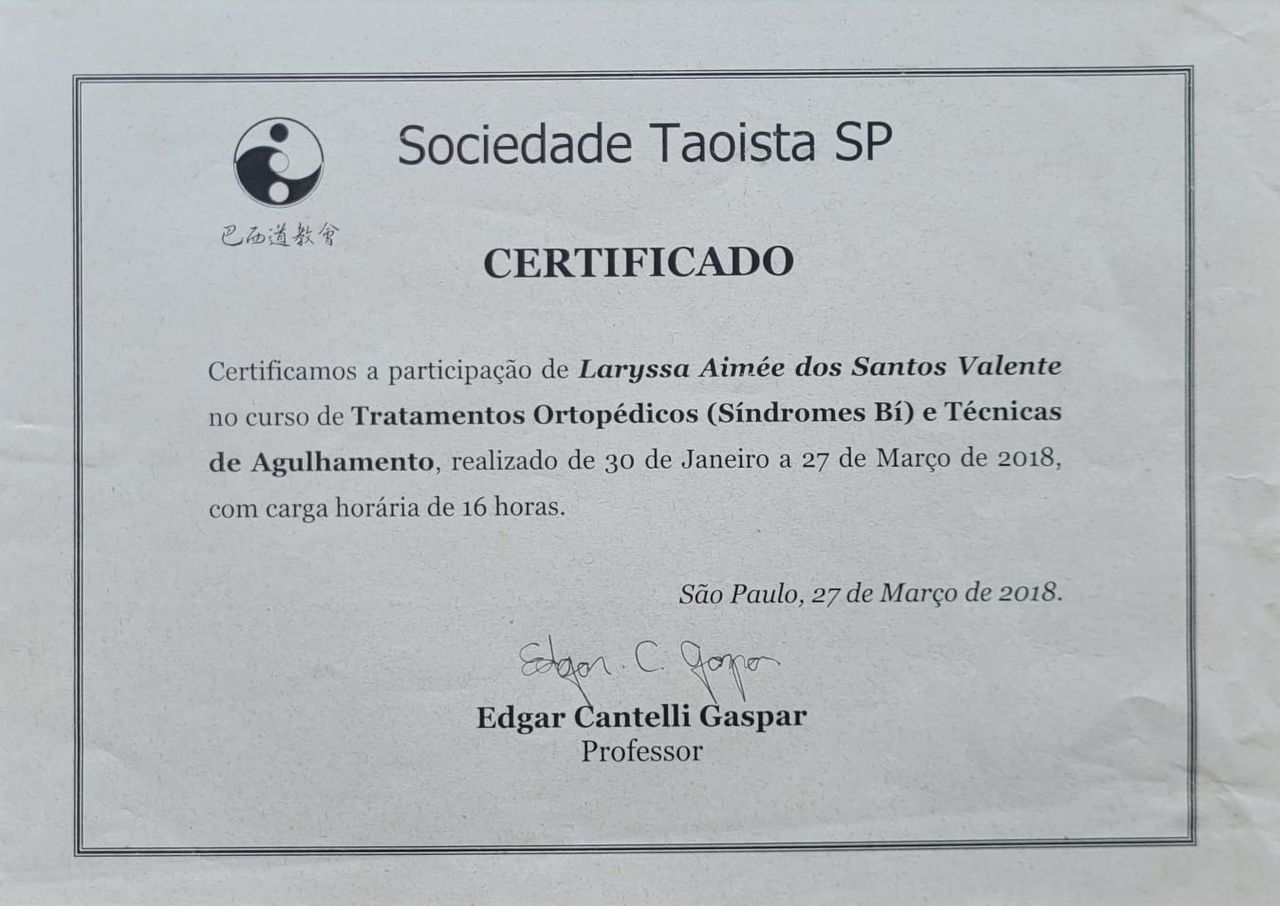 Sociedade Taoista SP
巴西道教會
CERTIFICADO
Certificamos a participação de Laryssa Aimée dos Santos Valente
no curso de Tratamentos Ortopédicos (Síndromes Bí) e Técnicas
de Agulhamento, realizado de 30 de Janeiro a 27 de Março de 2018,
com carga horária de 16 horas.
São Paulo, 27 de Março de 2018.
Edgar. C. Gaspar
Edgar Cantelli Gaspar
Professor